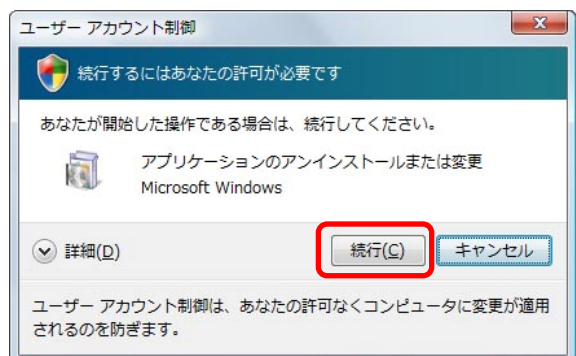 ユーザー アカウント制御
続行するにはあなたの許可が必要です
あなたが開始した操作である場合は、続行してください。
アプリケーションのアンインストールまたは変更
Microsoft Windows
詳細(D)
続行(C)
キャンセル
ユーザー アカウント制御は、あなたの許可なくコンピュータに変更が適用
されるのを防ぎます。